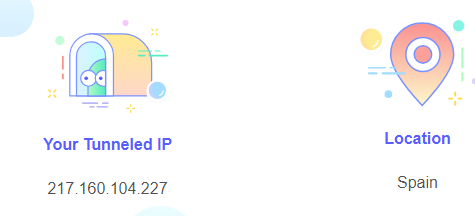 Your Tunneled IP
217.160.104.227
Location
Spain